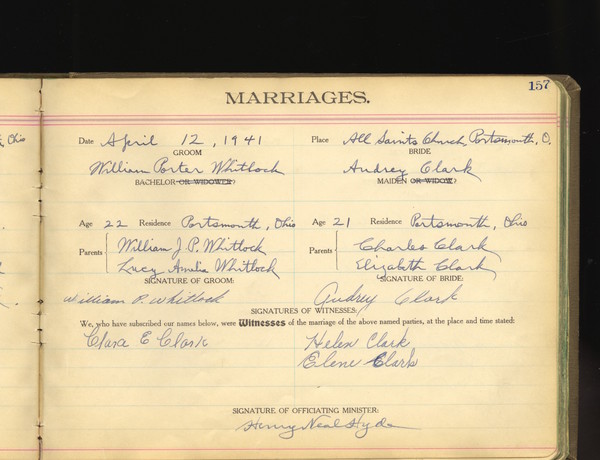 157
MARRIAGES.
, Ohio
Date April 12, 1941 Place All Saints Church, Portsmouth, O.
GROOM BRIDE
William Porter Whitlock Audrey Clark
BACHELOR OR WIDOWER? MAIDEN OR WIDOW?
Age 22 Residence Portsmouth, Ohio Age 21 Residence Portsmouth, Ohio
Parents William J. P. Whitlock Parents Charles Clark
Lucy Amelia Whitlock Elizabeth Clark
SIGNATURE OF GROOM: SIGNATURE OF BRIDE:
William P. Whitlock Audrey Clark
SIGNATURES OF WITNESSES:
We, who have subscribed our names below, were Witnesses of the marriage of the above named parties, at the place and time stated:
Clara E Clark Helen Clark
Elene Clark
SIGNATURE OF OFFICIATING MINISTER:
Henry Neal Hyde